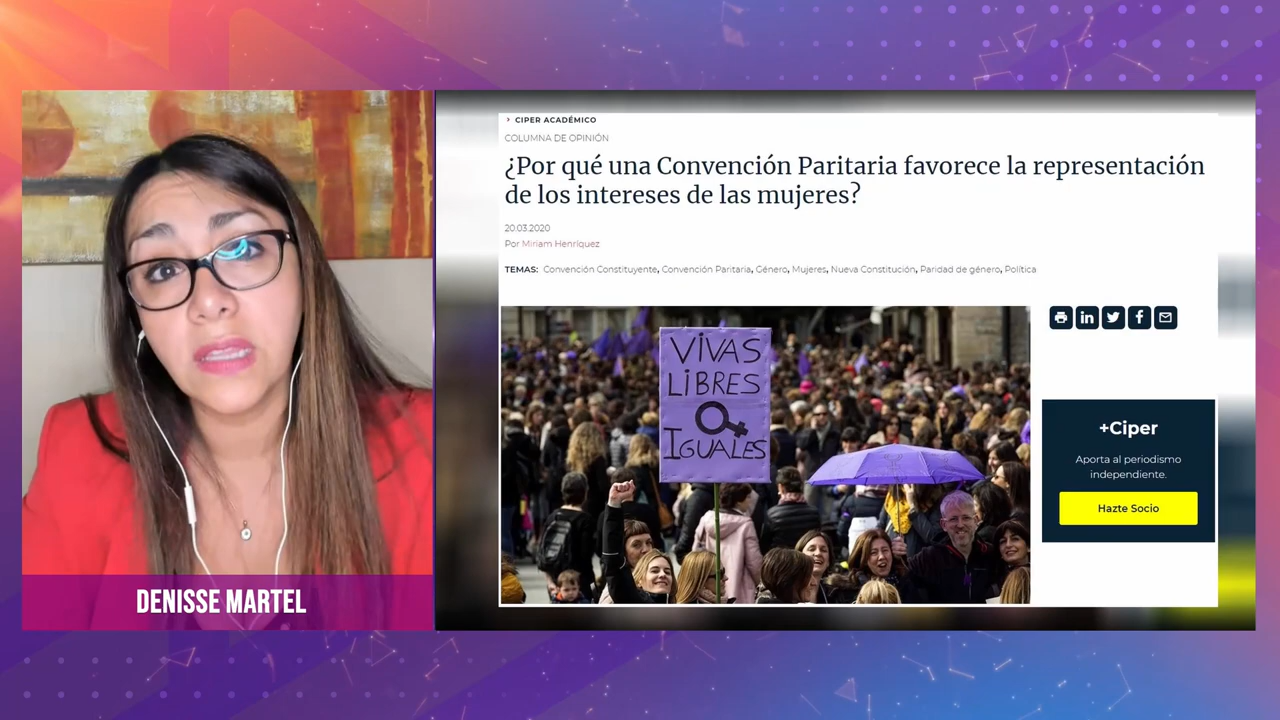 DENISSE MARTEL
> CIPER ACADÉMICO
COLUMNA DE OPINIÓN
¿Por qué una Convención Paritaria favorece la representación
de los intereses de las mujeres?
20.03.2020
Por Miriam Henríquez
TEMAS: Convención Constituyente, Convención Paritaria, Género, Mujeres, Nueva Constitución, Paridad de género, Política
VIVAS
LiBRES
IGUALES
+Ciper
Aporta al periodismo
independiente.
Hazte Socio